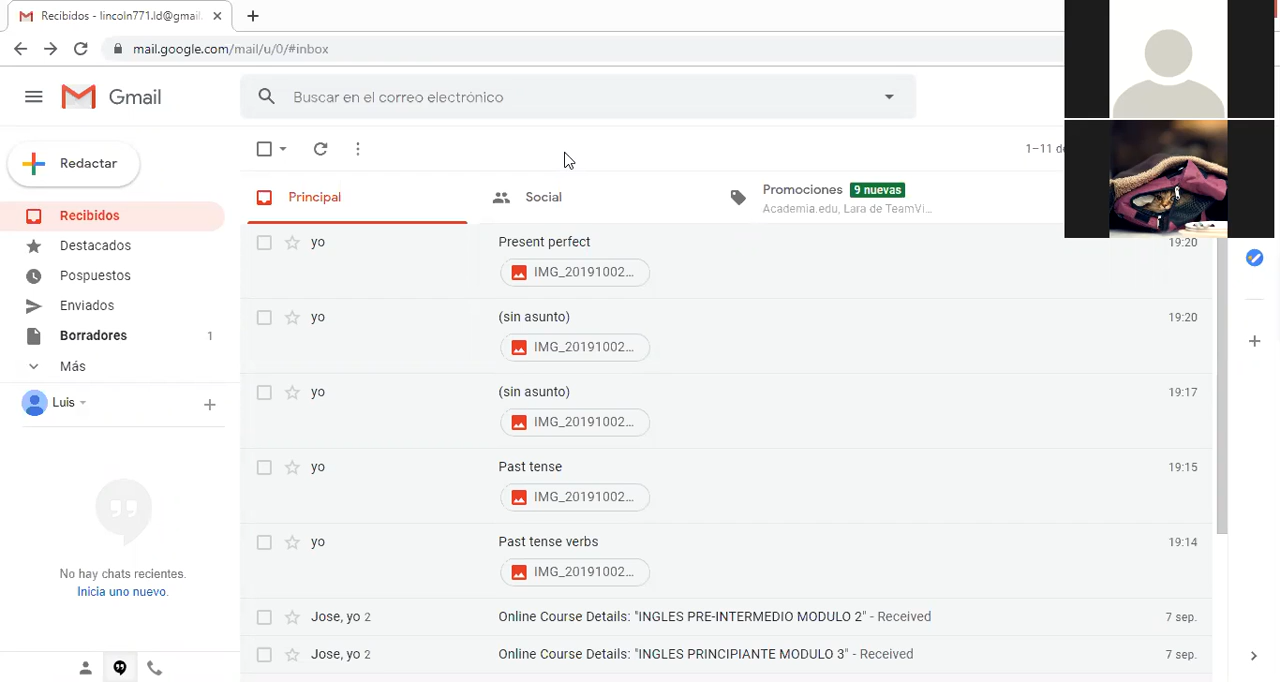 Recibidos - lincoln771.ld@gmail.
mail.google.com/mail/u/0/#inbox
Gmail
Buscar en el correo electrónico
Redactar
1–11 de
Principal
Social
Promociones 9 nuevas
Academia.edu, Lara de TeamVi...
Recibidos
Destacados
Pospuestos
Enviados
Borradores 1
Más
Luis
No hay chats recientes.
Inicia uno nuevo.
yo Present perfect 19:20
IMG_20191002...
yo (sin asunto) 19:20
IMG_20191002...
yo (sin asunto) 19:17
IMG_20191002...
yo Past tense 19:15
IMG_20191002...
yo Past tense verbs 19:14
IMG_20191002...
Jose, yo 2 Online Course Details: "INGLES PRE-INTERMEDIO MODULO 2" - Received 7 sep.
Jose, yo 2 Online Course Details: "INGLES PRINCIPIANTE MODULO 3" - Received 7 sep.